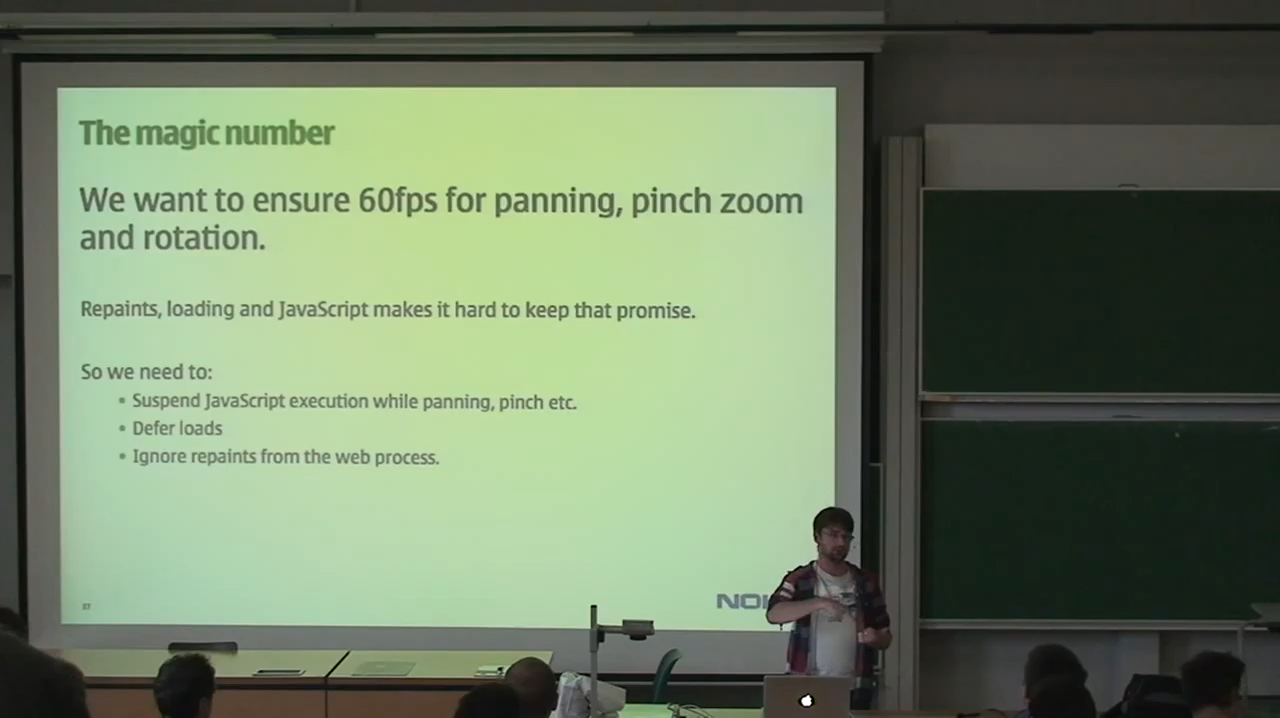 The magic number
We want to ensure 60fps for panning, pinch zoom
and rotation.
Repaints, loading and JavaScript makes it hard to keep that promise.
So we need to:
• Suspend JavaScript execution while panning, pinch etc.
• Defer loads
• Ignore repaints from the web process.